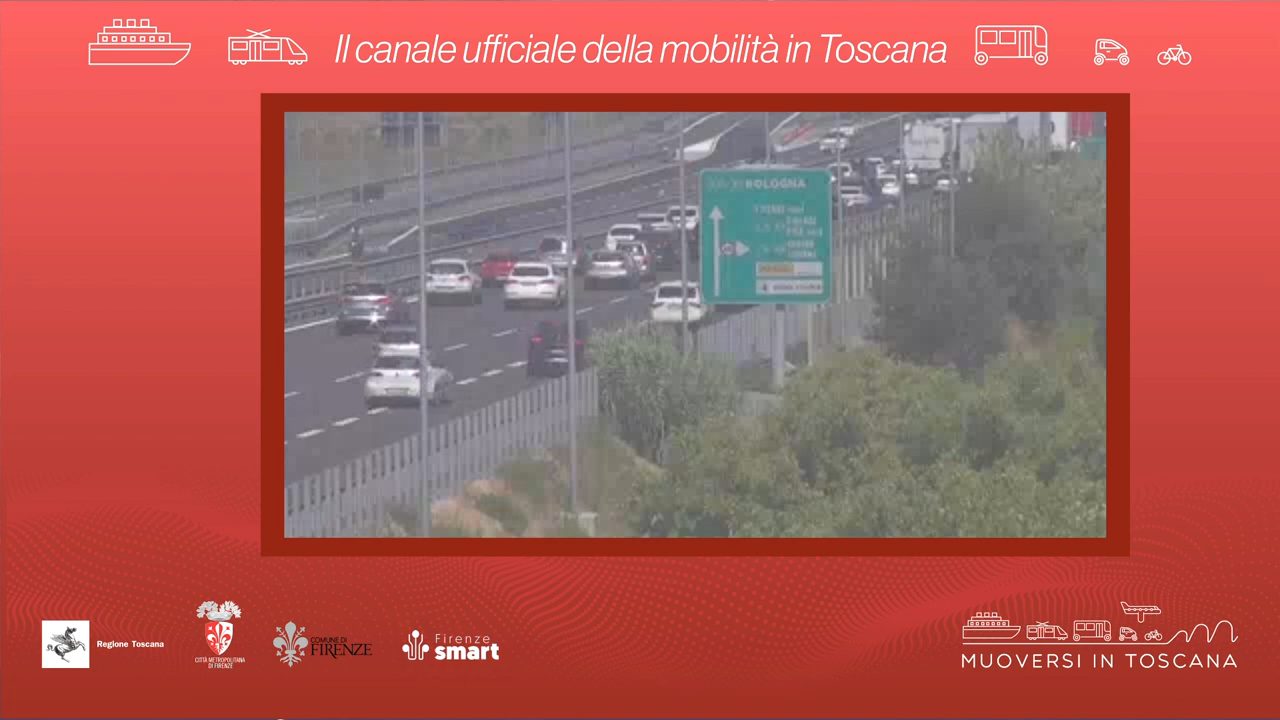 Il canale ufficiale della mobilità in Toscana
BOLOGNA
Regione Toscana
CITTÀ METROPOLITANA
DI FIRENZE
COMUNE DI
FIRENZE
Firenze
smart
MUOVERSI IN TOSCANA